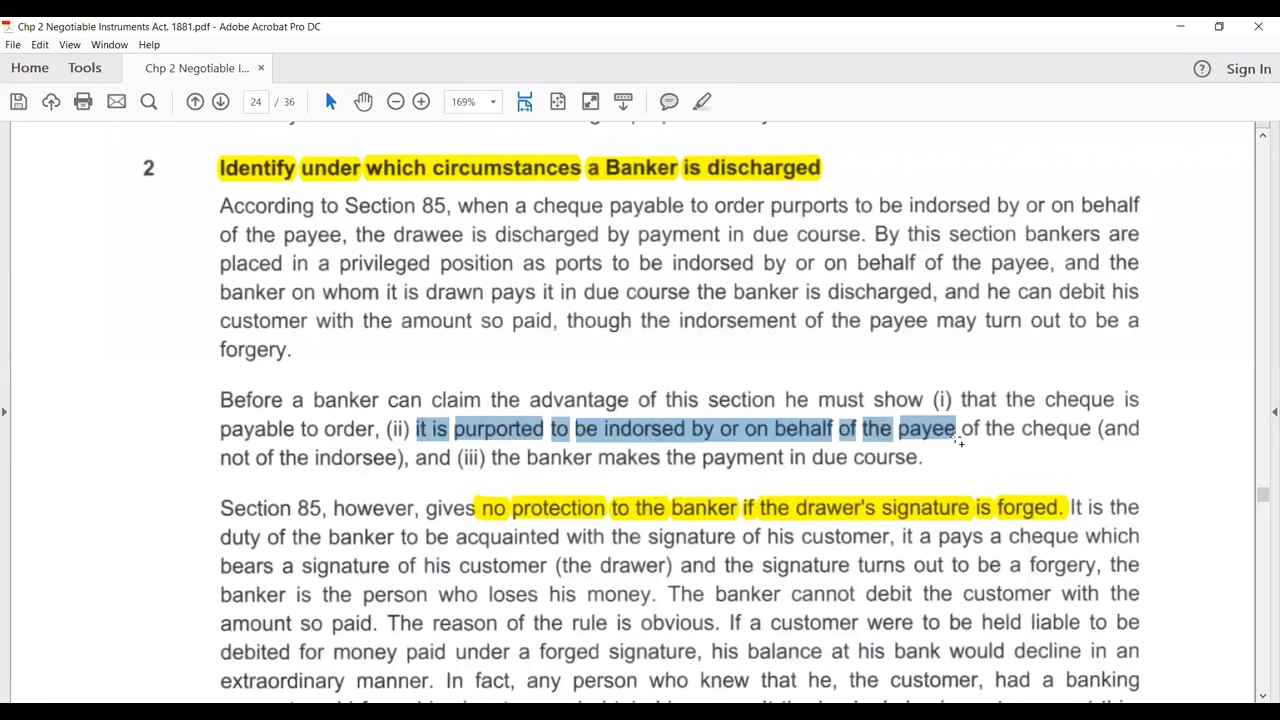 Chp 2 Negotiable Instruments Act. 1881.pdf - Adobe Acrobat Pro DC
File Edit View Window Help
Home Tools Chp 2 Negotiable I... × Sign In
24 / 36 169%
2 Identify under which circumstances a Banker is discharged
According to Section 85, when a cheque payable to order purports to be indorsed by or on behalf
of the payee, the drawee is discharged by payment in due course. By this section bankers are
placed in a privileged position as ports to be indorsed by or on behalf of the payee, and the
banker on whom it is drawn pays it in due course the banker is discharged, and he can debit his
customer with the amount so paid, though the indorsement of the payee may turn out to be a
forgery.
Before a banker can claim the advantage of this section he must show (i) that the cheque is
payable to order, (ii) it is purported to be indorsed by or on behalf of the payee of the cheque (and
not of the indorsee), and (iii) the banker makes the payment in due course.
Section 85, however, gives no protection to the banker if the drawer's signature is forged. It is the
duty of the banker to be acquainted with the signature of his customer, it a pays a cheque which
bears a signature of his customer (the drawer) and the signature turns out to be a forgery, the
banker is the person who loses his money. The banker cannot debit the customer with the
amount so paid. The reason of the rule is obvious. If a customer were to be held liable to be
debited for money paid under a forged signature, his balance at his bank would decline in an
extraordinary manner. In fact, any person who knew that he, the customer, had a banking